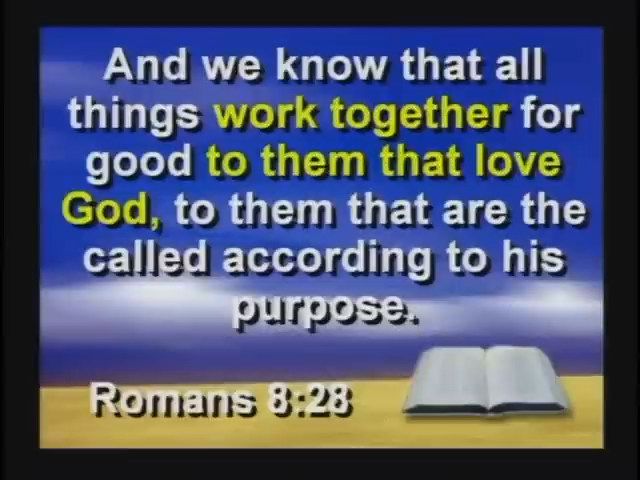 And we know that all
things work together for
good to them that love
God, to them that are the
called according to his
purpose.
Romans 8:28